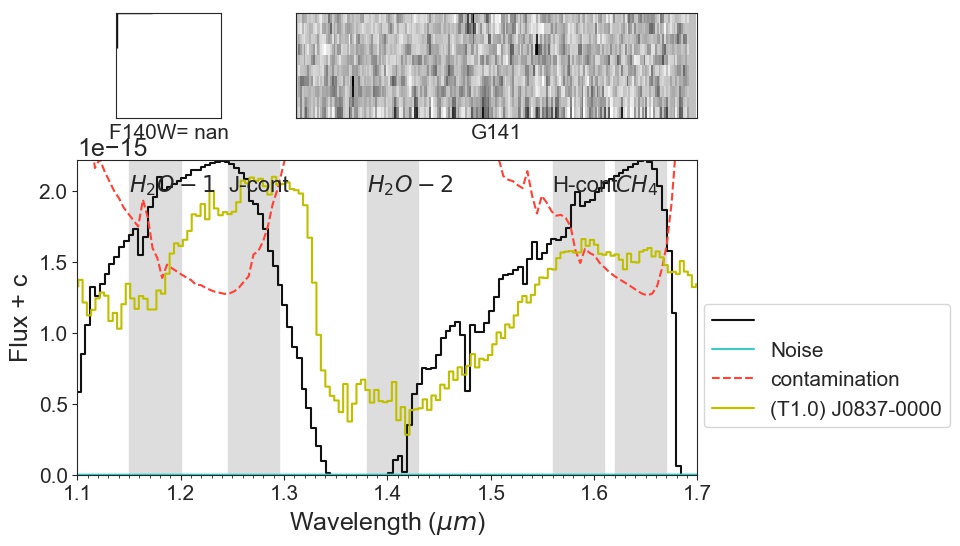 F140W= nan
G141
1e−15
H₂O − 1
J-cont
H₂O − 2
H-cont
CH₄
2.0
1.5
1.0
0.5
0.0
Flux + c
1.1
1.2
1.3
1.4
1.5
1.6
1.7
Wavelength (μm)
Noise
contamination
(T1.0) J0837-0000